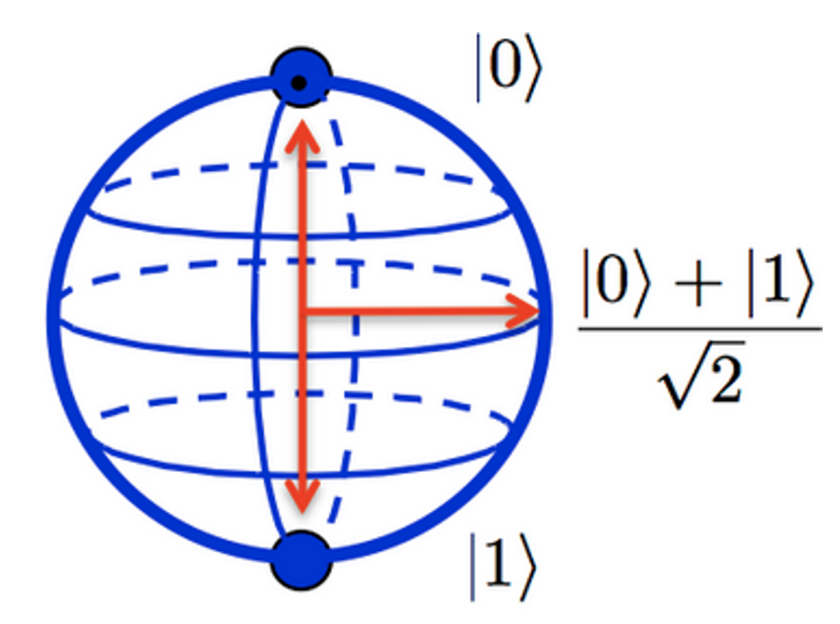 |0⟩
|0⟩ + |1⟩
√2
|1⟩